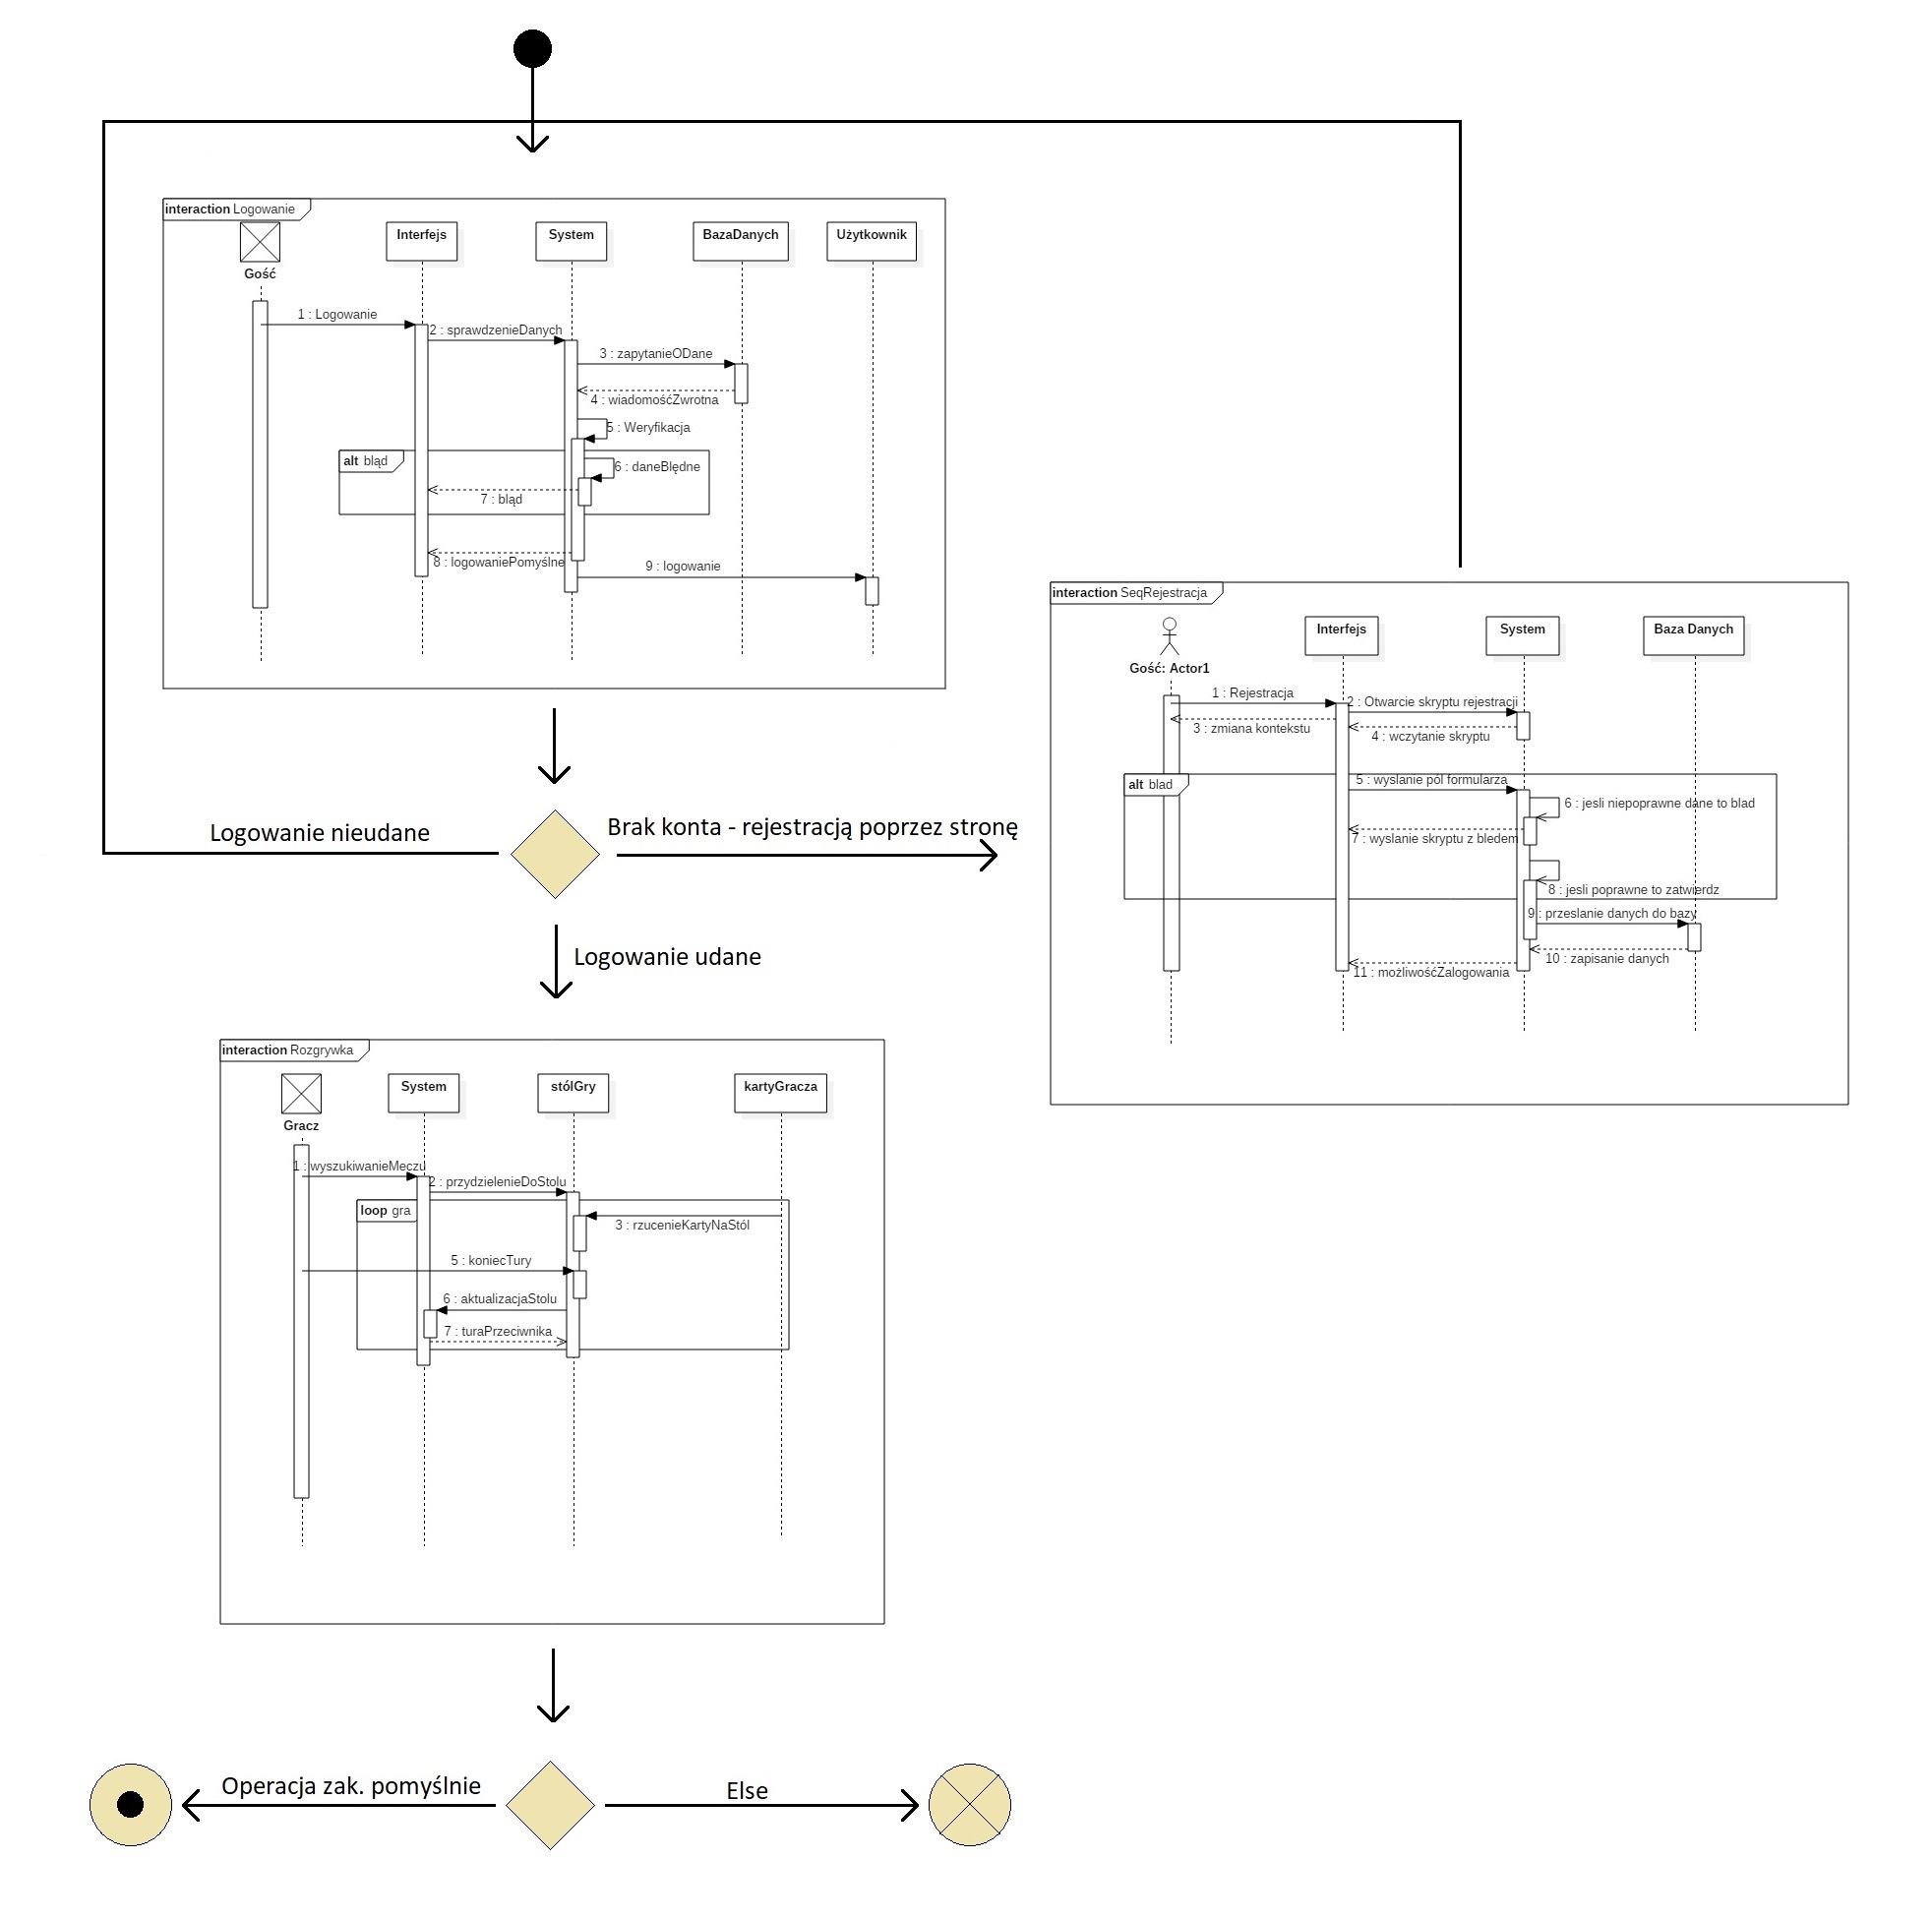 interaction Logowanie
Gość
Interfejs
System
BazaDanych
Użytkownik
1 : Logowanie
2 : sprawdzenieDanych
3 : zapytanieODane
4 : wiadomośćZwrotna
5 : Weryfikacja
alt błąd
6 : daneBłędne
7 : błąd
8 : logowaniePomyślne
9 : logowanie
Logowanie nieudane
Brak konta - rejestracją poprzez stronę
Logowanie udane
interaction SeqRejestracja
Gość: Actor1
Interfejs
System
Baza Danych
1 : Rejestracja
2 : Otwarcie skryptu rejestracji
3 : zmiana kontekstu
4 : wczytanie skryptu
alt blad
5 : wyslanie pól formularza
6 : jesli niepoprawne dane to blad
7 : wyslanie skryptu z bledem
8 : jesli poprawne to zatwierdz
9 : przeslanie danych do bazy
10 : zapisanie danych
11 : możliwośćZalogowania
interaction Rozgrywka
Gracz
System
stólGry
kartyGracza
1 : wyszukiwanieMeczu
2 : przydzielenieDoStolu
loop gra
3 : rzucenieKartyNaStól
5 : koniecTury
6 : aktualizacjaStolu
7 : turaPrzeciwnika
Operacja zak. pomyślnie
Else